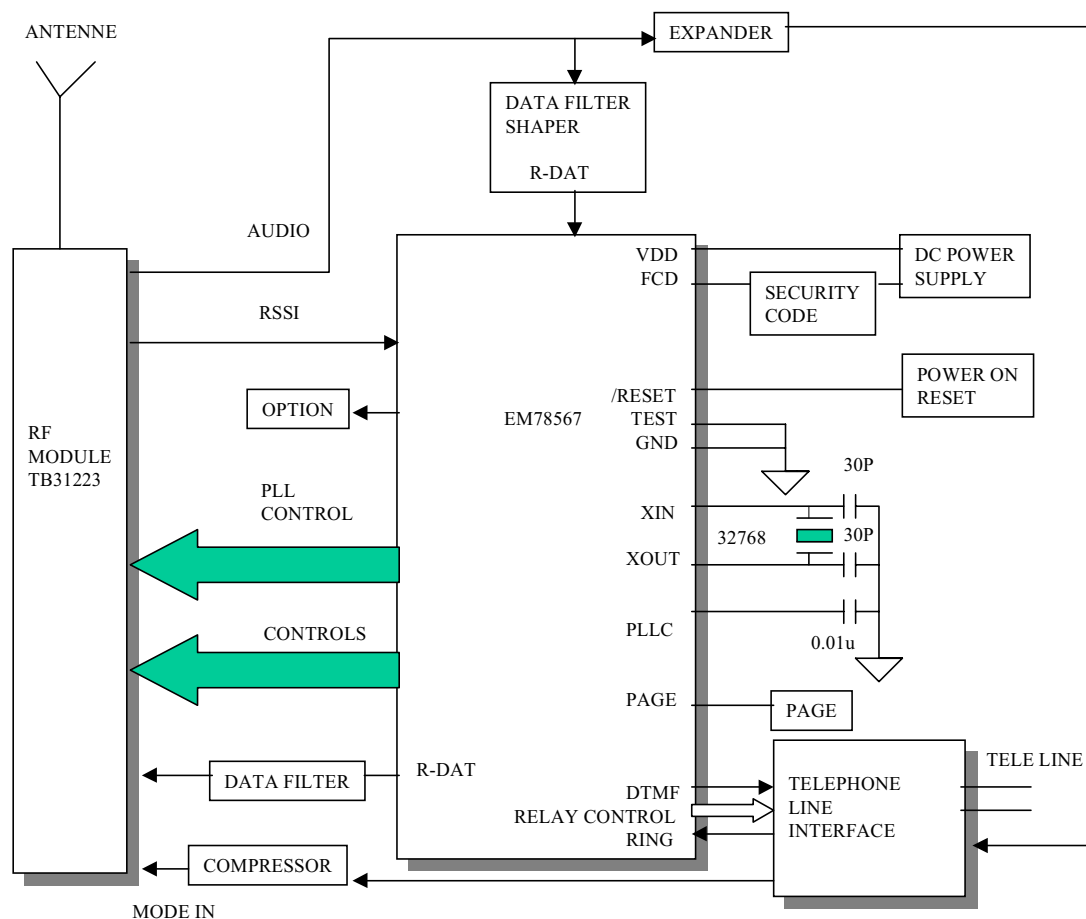 ANTENNE
EXPANDER
DATA FILTER
SHAPER
R-DAT
AUDIO
VDD
FCD
DC POWER
SUPPLY
SECURITY
CODE
RSSI
/RESET
TEST
GND
POWER ON
RESET
OPTION
EM78567
RF
MODULE
TB31223
30P
PLL
CONTROL
XIN
32768
30P
XOUT
CONTROLS
PLLC
0.01u
PAGE
PAGE
R-DAT
DATA FILTER
TELE LINE
DTMF
RELAY CONTROL
RING
TELEPHONE
LINE
INTERFACE
COMPRESSOR
MODE IN